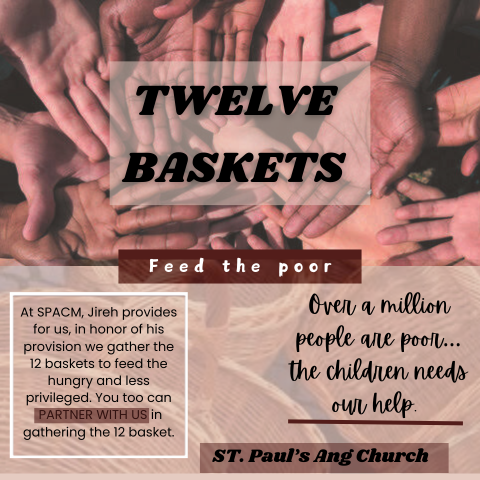 TWELVE
BASKETS
Feed the poor
At SPACM, Jireh provides
for us, in honor of his
provision we gather the
12 baskets to feed the
hungry and less
privileged. You too can
PARTNER WITH US in
gathering the 12 basket.
Over a million
people are poor...
the children needs
our help.
ST. Paul's Ang Church